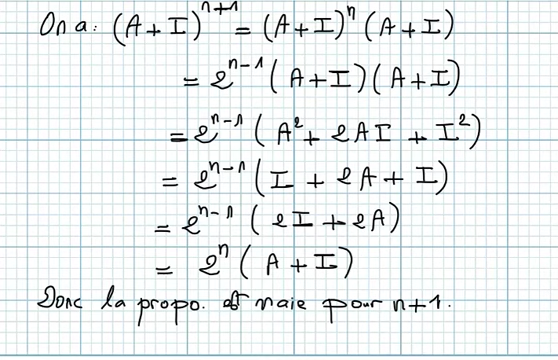 On a : (A+I)^{n+1} = (A+I)^n (A+I)
= 2^{n-1} (A+I)(A+I)
= 2^{n-1} (A^2 + 2AI + I^2)
= 2^{n-1} (I + 2A + I)
= 2^{n-1} (2I + 2A)
= 2^n (A+I)
Donc la propo. est vraie pour n+1.